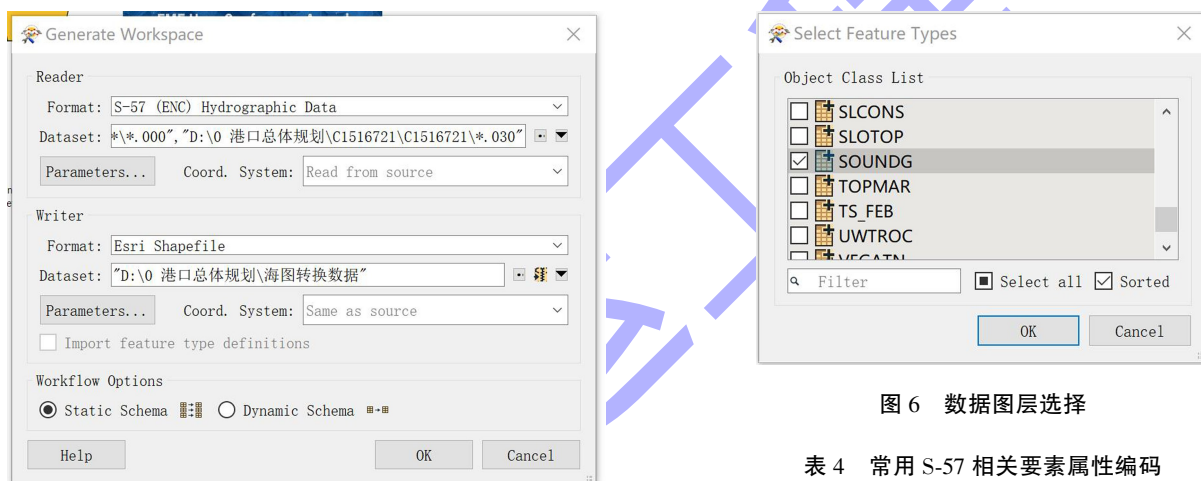 Generate Workspace
Reader
Format: S-57 (ENC) Hydrographic Data
Dataset: *\*.000","D:\0 港口总体规划\C1516721\C1516721\*.030"
Parameters... Coord. System: Read from source
Writer
Format: Esri Shapefile
Dataset: "D:\0 港口总体规划\海图转换数据"
Parameters... Coord. System: Same as source
Import feature type definitions
Workflow Options
Static Schema Dynamic Schema
Help OK Cancel
Select Feature Types
Object Class List
SLCONS
SLOTOP
SOUNDG
TOPMAR
TS_FEB
UWTROC
Filter Select all Sorted
OK Cancel
图 6 数据图层选择
表 4 常用 S-57 相关要素属性编码